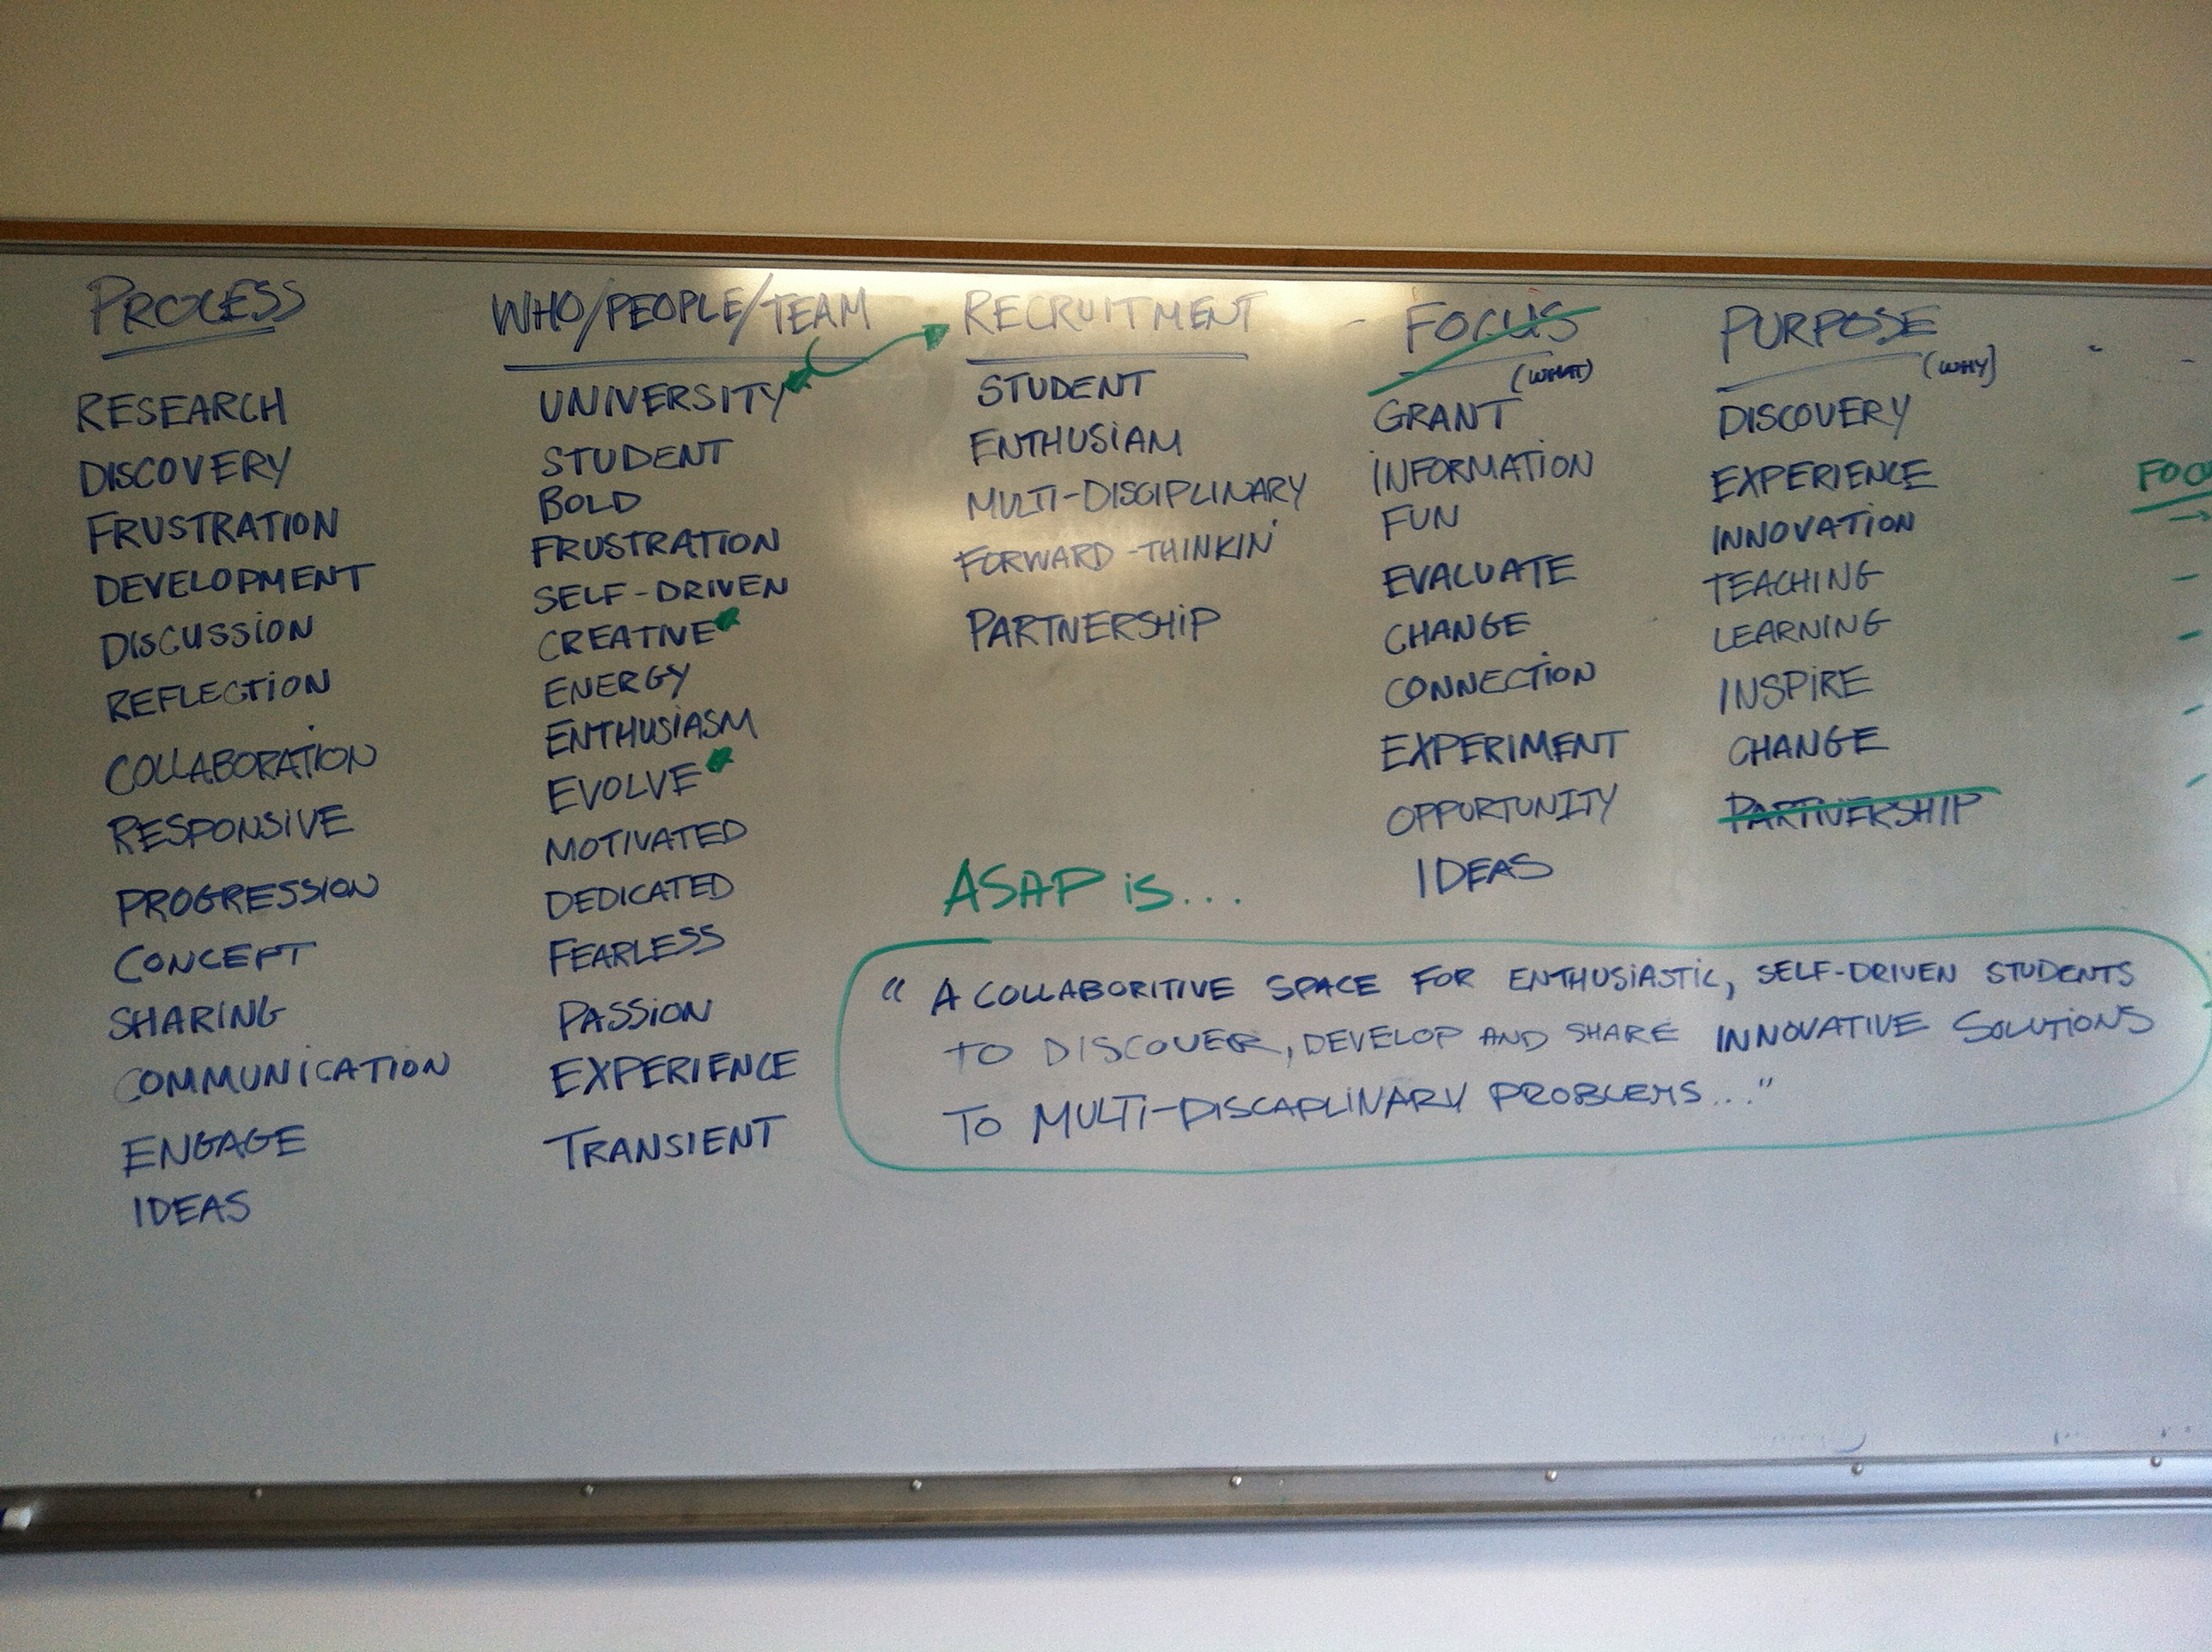 PROCESS
RESEARCH
DISCOVERY
FRUSTRATION
DEVELOPMENT
DISCUSSION
REFLECTION
COLLABORATION
RESPONSIVE
PROGRESSION
CONCEPT
SHARING
COMMUNICATION
ENGAGE
IDEAS
WHO/PEOPLE/TEAM
UNIVERSITY
STUDENT
BOLD
FRUSTRATION
SELF-DRIVEN
CREATIVE
ENERGY
ENTHUSIASM
EVOLVE
MOTIVATED
DEDICATED
FEARLESS
PASSION
EXPERIENCE
TRANSIENT
RECRUITMENT
STUDENT
ENTHUSIAM
MULTI-DISCIPLINARY
FORWARD-THINKIN'
PARTNERSHIP
FOCUS
(WHAT)
GRANT
INFORMATION
FUN
EVALUATE
CHANGE
CONNECTION
EXPERIMENT
OPPORTUNITY
IDEAS
PURPOSE
(WHY)
DISCOVERY
EXPERIENCE
INNOVATION
TEACHING
LEARNING
INSPIRE
CHANGE
PARTNERSHIP
ASAP is...
"A COLLABORITIVE SPACE FOR ENTHUSIASTIC, SELF-DRIVEN STUDENTS
TO DISCOVER, DEVELOP AND SHARE INNOVATIVE SOLUTIONS
TO MULTI-DISCAPLINARY PROBLEMS..."